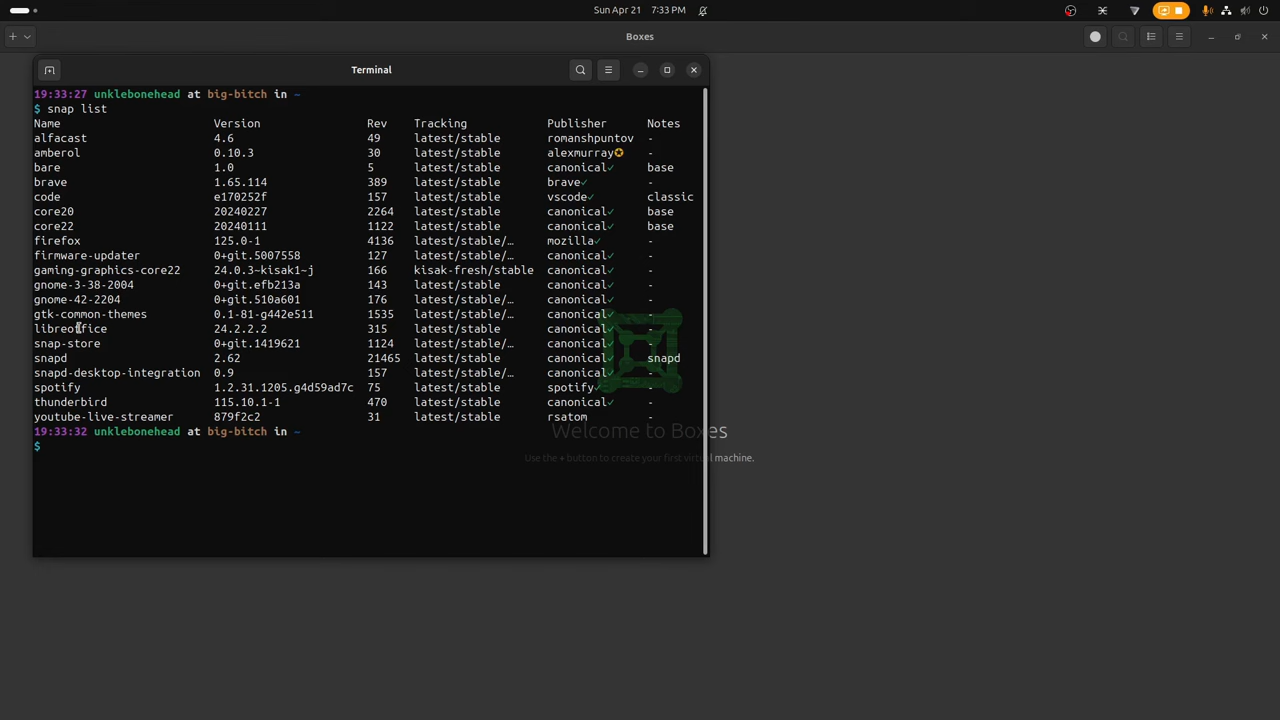 Sun Apr 21 7:33 PM
Boxes
Terminal
19:33:27 unklebonehead at big-bitch in ~
$ snap list
Name Version Rev Tracking Publisher Notes
alfacast 4.6 49 latest/stable romanshpuntov -
amberol 0.10.3 30 latest/stable alexmurray✪ -
bare 1.0 5 latest/stable canonical✓ base
brave 1.65.114 389 latest/stable brave✓ -
code e170252f 157 latest/stable vscode✓ classic
core20 20240227 2264 latest/stable canonical✓ base
core22 20240111 1122 latest/stable canonical✓ base
firefox 125.0-1 4136 latest/stable/… mozilla✓ -
firmware-updater 0+git.5007558 127 latest/stable/… canonical✓ -
gaming-graphics-core22 24.0.3~kisak1~j 166 kisak-fresh/stable canonical✓ -
gnome-3-38-2004 0+git.efb213a 143 latest/stable canonical✓ -
gnome-42-2204 0+git.510a601 176 latest/stable/… canonical✓ -
gtk-common-themes 0.1-81-g442e511 1535 latest/stable/… canonical✓ -
libreoffice 24.2.2.2 315 latest/stable canonical✓ -
snap-store 0+git.1419621 1124 latest/stable/… canonical✓ -
snapd 2.62 21465 latest/stable canonical✓ snapd
snapd-desktop-integration 0.9 157 latest/stable/… canonical✓ -
spotify 1.2.31.1205.g4d59ad7c 75 latest/stable spotify✓ -
thunderbird 115.10.1-1 470 latest/stable canonical✓ -
youtube-live-streamer 879f2c2 31 latest/stable rsatom -
19:33:32 unklebonehead at big-bitch in ~
$
Welcome to Boxes
Use the + button to create your first virtual machine.